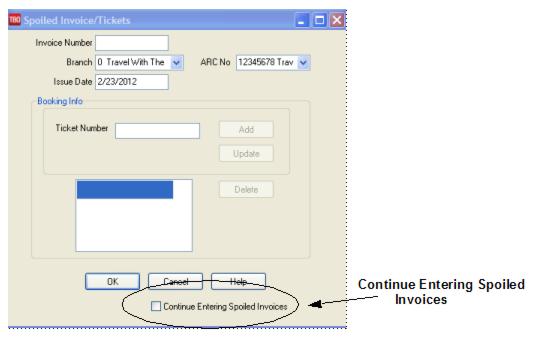 TBO Spoiled Invoice/Tickets
Invoice Number
Branch 0 Travel With The ARC No 12345678 Trav
Issue Date 2/23/2012
Booking Info
Ticket Number Add
Update
Delete
OK Cancel Help
Continue Entering Spoiled Invoices
Continue Entering Spoiled
Invoices